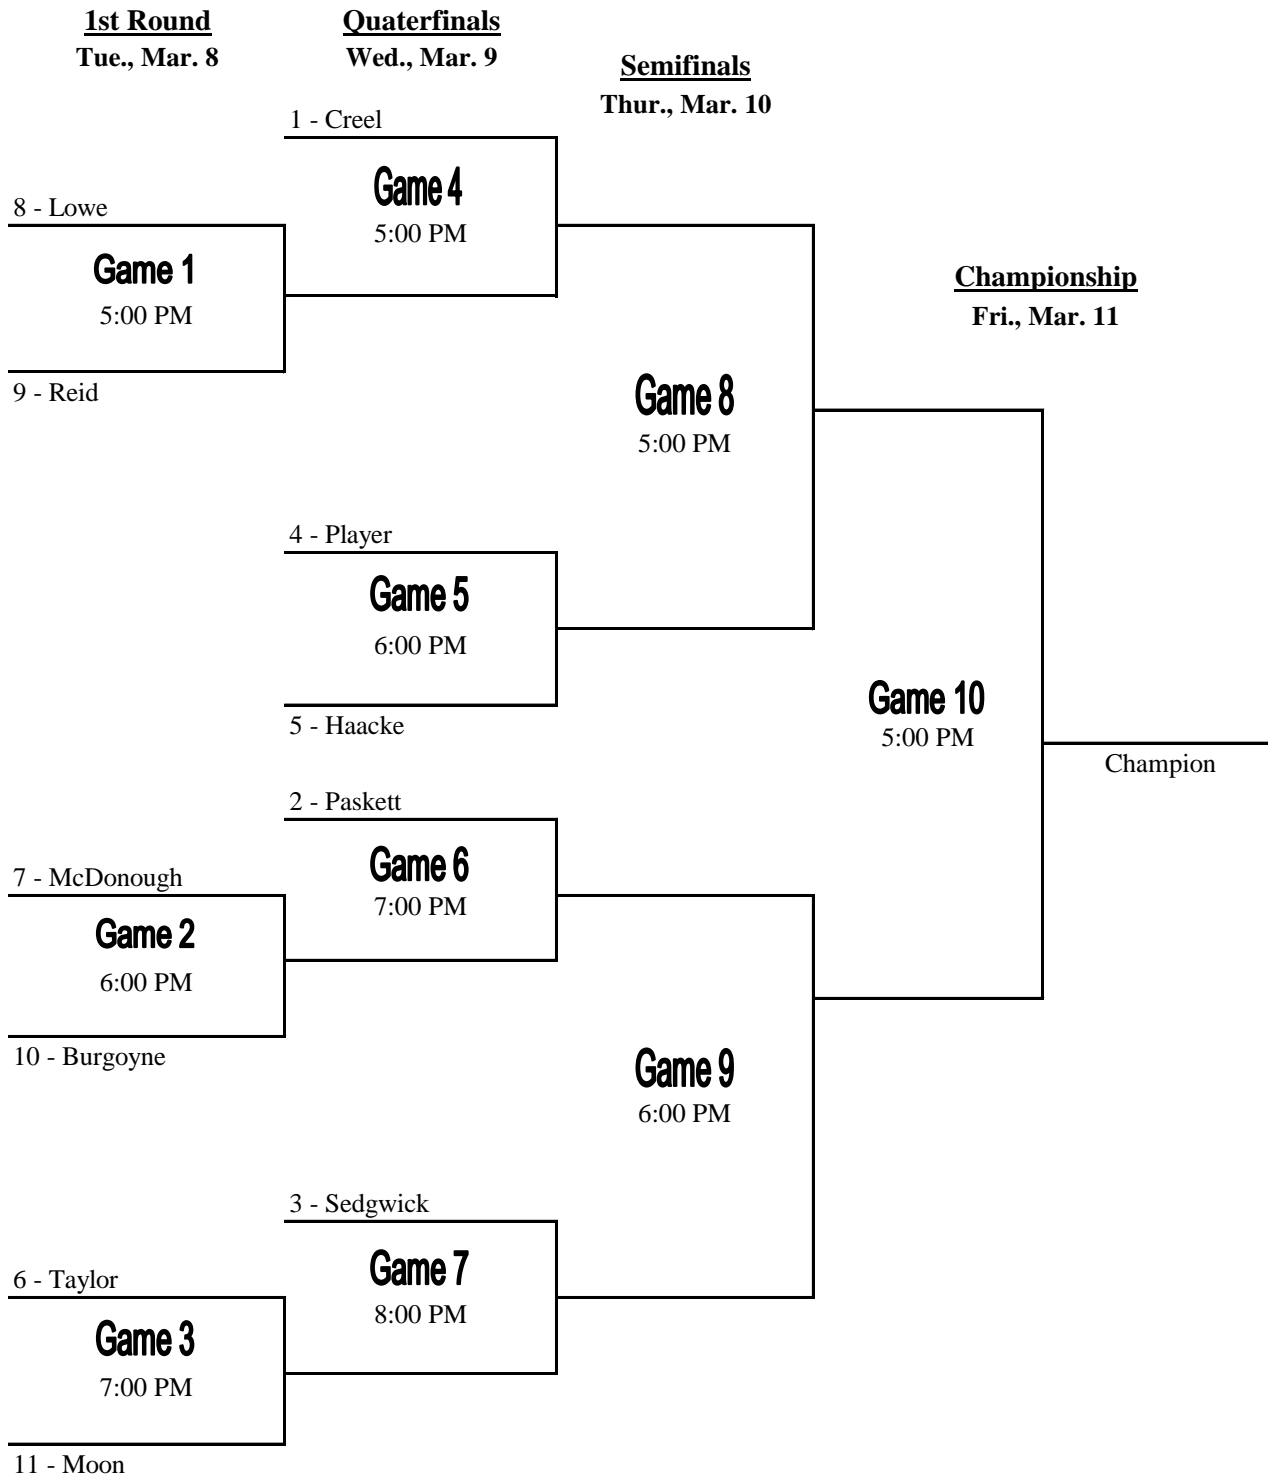 1st Round
Tue., Mar. 8
Quaterfinals
Wed., Mar. 9
Semifinals
Thur., Mar. 10
1 - Creel
Game 4
5:00 PM
8 - Lowe
Game 1
5:00 PM
9 - Reid
Championship
Fri., Mar. 11
Game 8
5:00 PM
4 - Player
Game 5
6:00 PM
5 - Haacke
Game 10
5:00 PM
Champion
2 - Paskett
Game 6
7:00 PM
7 - McDonough
Game 2
6:00 PM
10 - Burgoyne
Game 9
6:00 PM
3 - Sedgwick
Game 7
8:00 PM
6 - Taylor
Game 3
7:00 PM
11 - Moon